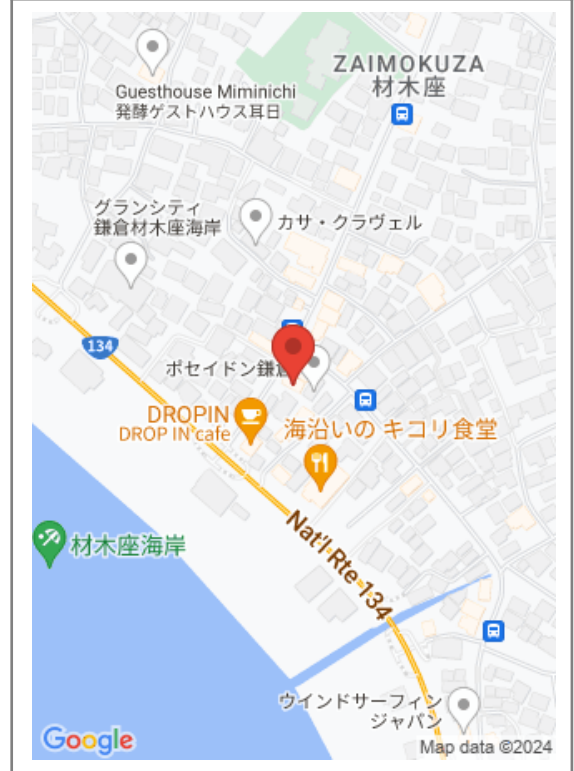 ZAIMOKUZA
材木座
Guesthouse Miminichi
発酵ゲストハウス耳日
グランシティ
鎌倉材木座海岸
カサ・クラヴェル
134
ポセイドン鎌倉
DROPIN
DROP IN cafe
海沿いの キコリ食堂
Nat'l Rte 134
材木座海岸
ウインドサーフィン
ジャパン
Google
Map data ©2024